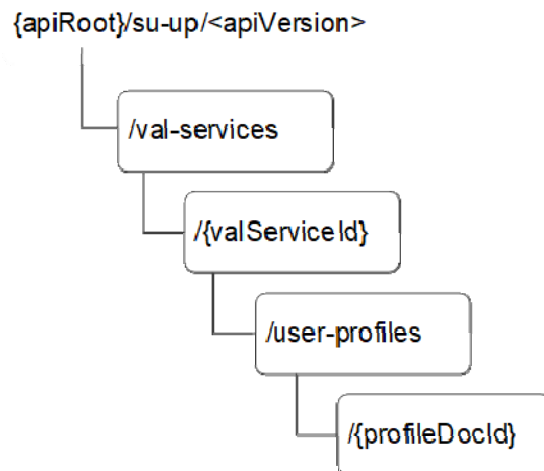 {apiRoot}/su-up/<apiVersion>
/val-services
/{valServiceId}
/user-profiles
/{profileDocId}